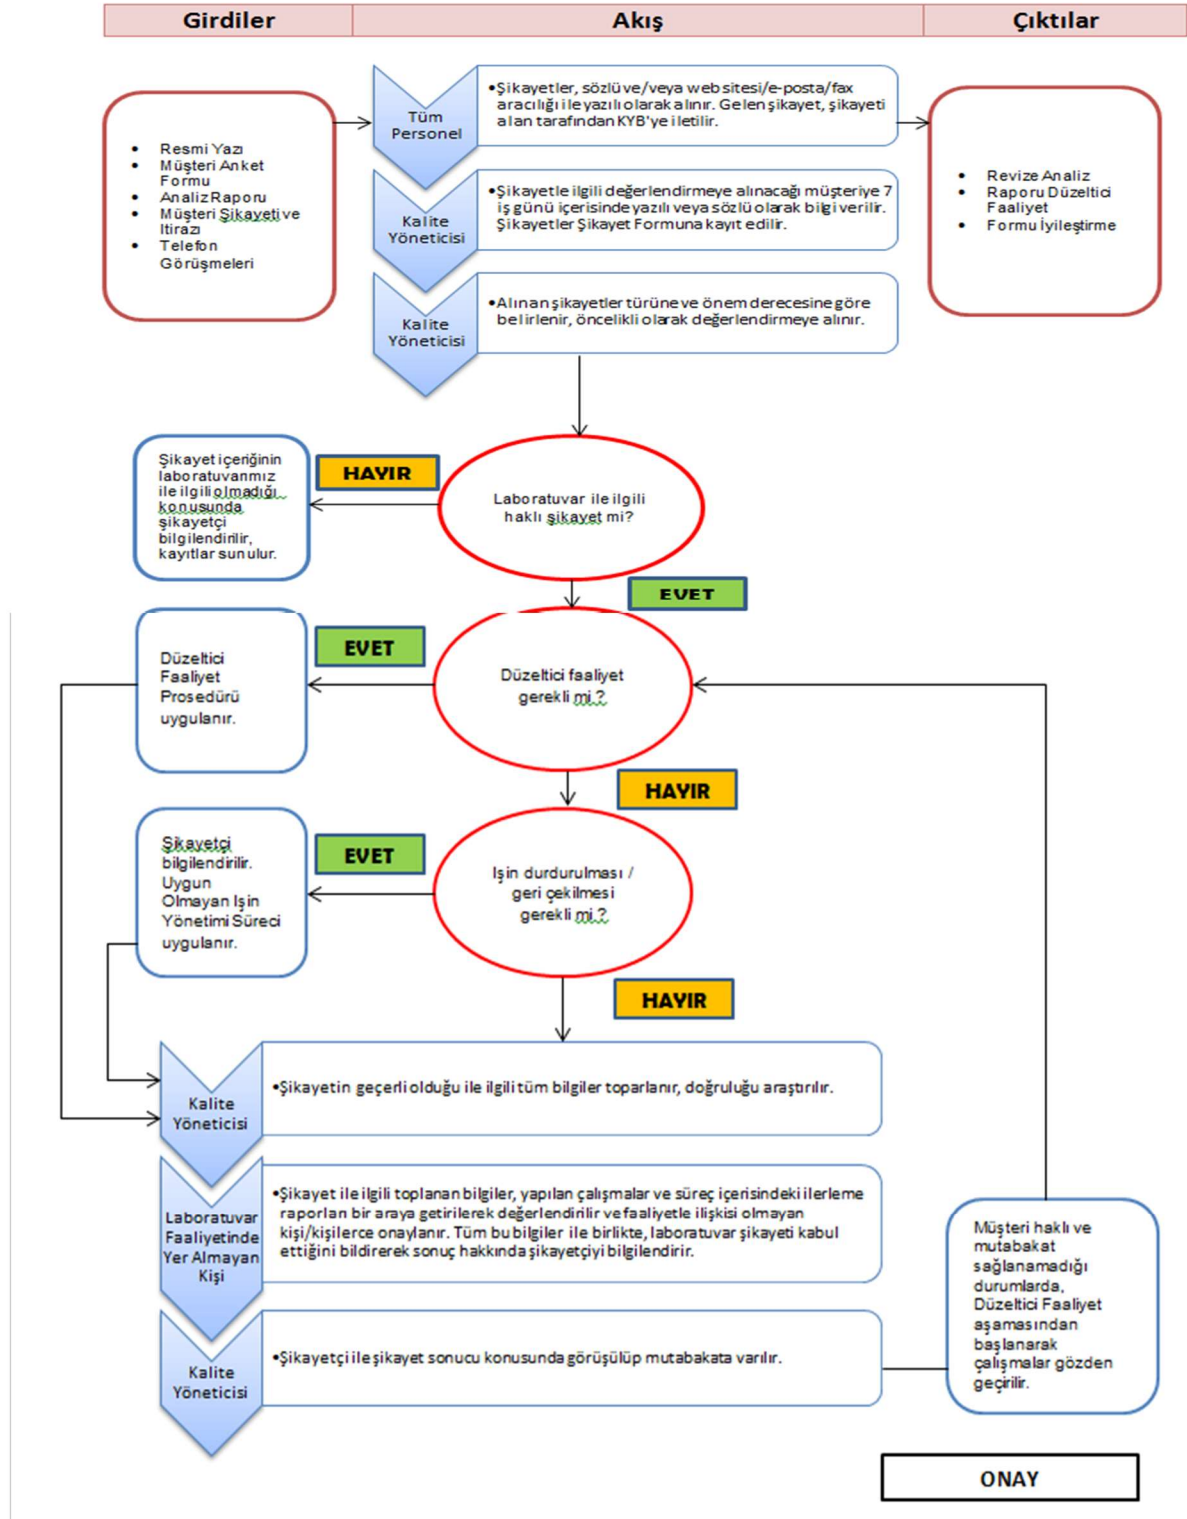 Girdiler
Akış
Çıktılar
• Resmi Yazı
• Müşteri Anket
Formu
• Analiz Raporu
• Müşteri Şikayeti ve
Itirazı
• Telefon
Görüşmeleri
Tüm
Personel
•Şikayetler, sözlü ve/veya web sitesi/e-posta/fax
aracılığı ile yazılı olarak alınır. Gelen şikayet, şikayeti
alan tarafından KYB'ye iletilir.
• Revize Analiz
• Raporu Düzeltici
Faaliyet
• Formu İyileştirme
Kalite
Yöneticisi
•Şikayetle ilgili değerlendirmeye alınacağı müşteriye 7
iş günü içerisinde yazılı veya sözlü olarak bilgi verilir.
Şikayetler Şikayet Formuna kayıt edilir.
Kalite
Yöneticisi
•Alınan şikayetler türüne ve önem derecesine göre
belirlenir, öncelikli olarak değerlendirmeye alınır.
Şikayet içeriğinin
laboratuvarımız
ile ilgili olmadığı
konusunda
şikayetçi
bilgilendirilir,
kayıtlar sunulur.
HAYIR
Laboratuvar ile ilgili
haklı şikayet mi?
EVET
Düzeltici
Faaliyet
Prosedürü
uygulanır.
EVET
Düzeltici faaliyet
gerekli mi ?
HAYIR
Şikayetçi
bilgilendirilir.
Uygun
Olmayan Işin
Yönetimi Süreci
uygulanır.
EVET
Işin durdurulması /
geri çekilmesi
gerekli mi ?
HAYIR
Kalite
Yöneticisi
•Şikayetin geçerli olduğu ile ilgili tüm bilgiler toparlanır, doğruluğu araştırılır.
Laboratuvar
Faaliyetinde
Yer Almayan
Kişi
•Şikayet ile ilgili toplanan bilgiler, yapılan çalışmalar ve süreç içerisindeki ilerleme
raporları bir araya getirilerek değerlendirilir ve faaliyetle ilişkisi olmayan
kişi/kişilerce onaylanır. Tüm bu bilgiler ile birlikte, laboratuvar şikayeti kabul
ettiğini bildirerek sonuç hakkında şikayetçiyi bilgilendirir.
Kalite
Yöneticisi
•Şikayetçi ile şikayet sonucu konusunda görüşülüp mutabakata varılır.
Müşteri haklı ve
mutabakat
sağlanamadığı
durumlarda,
Düzeltici Faaliyet
aşamasından
başlanarak
çalışmalar gözden
geçirilir.
ONAY